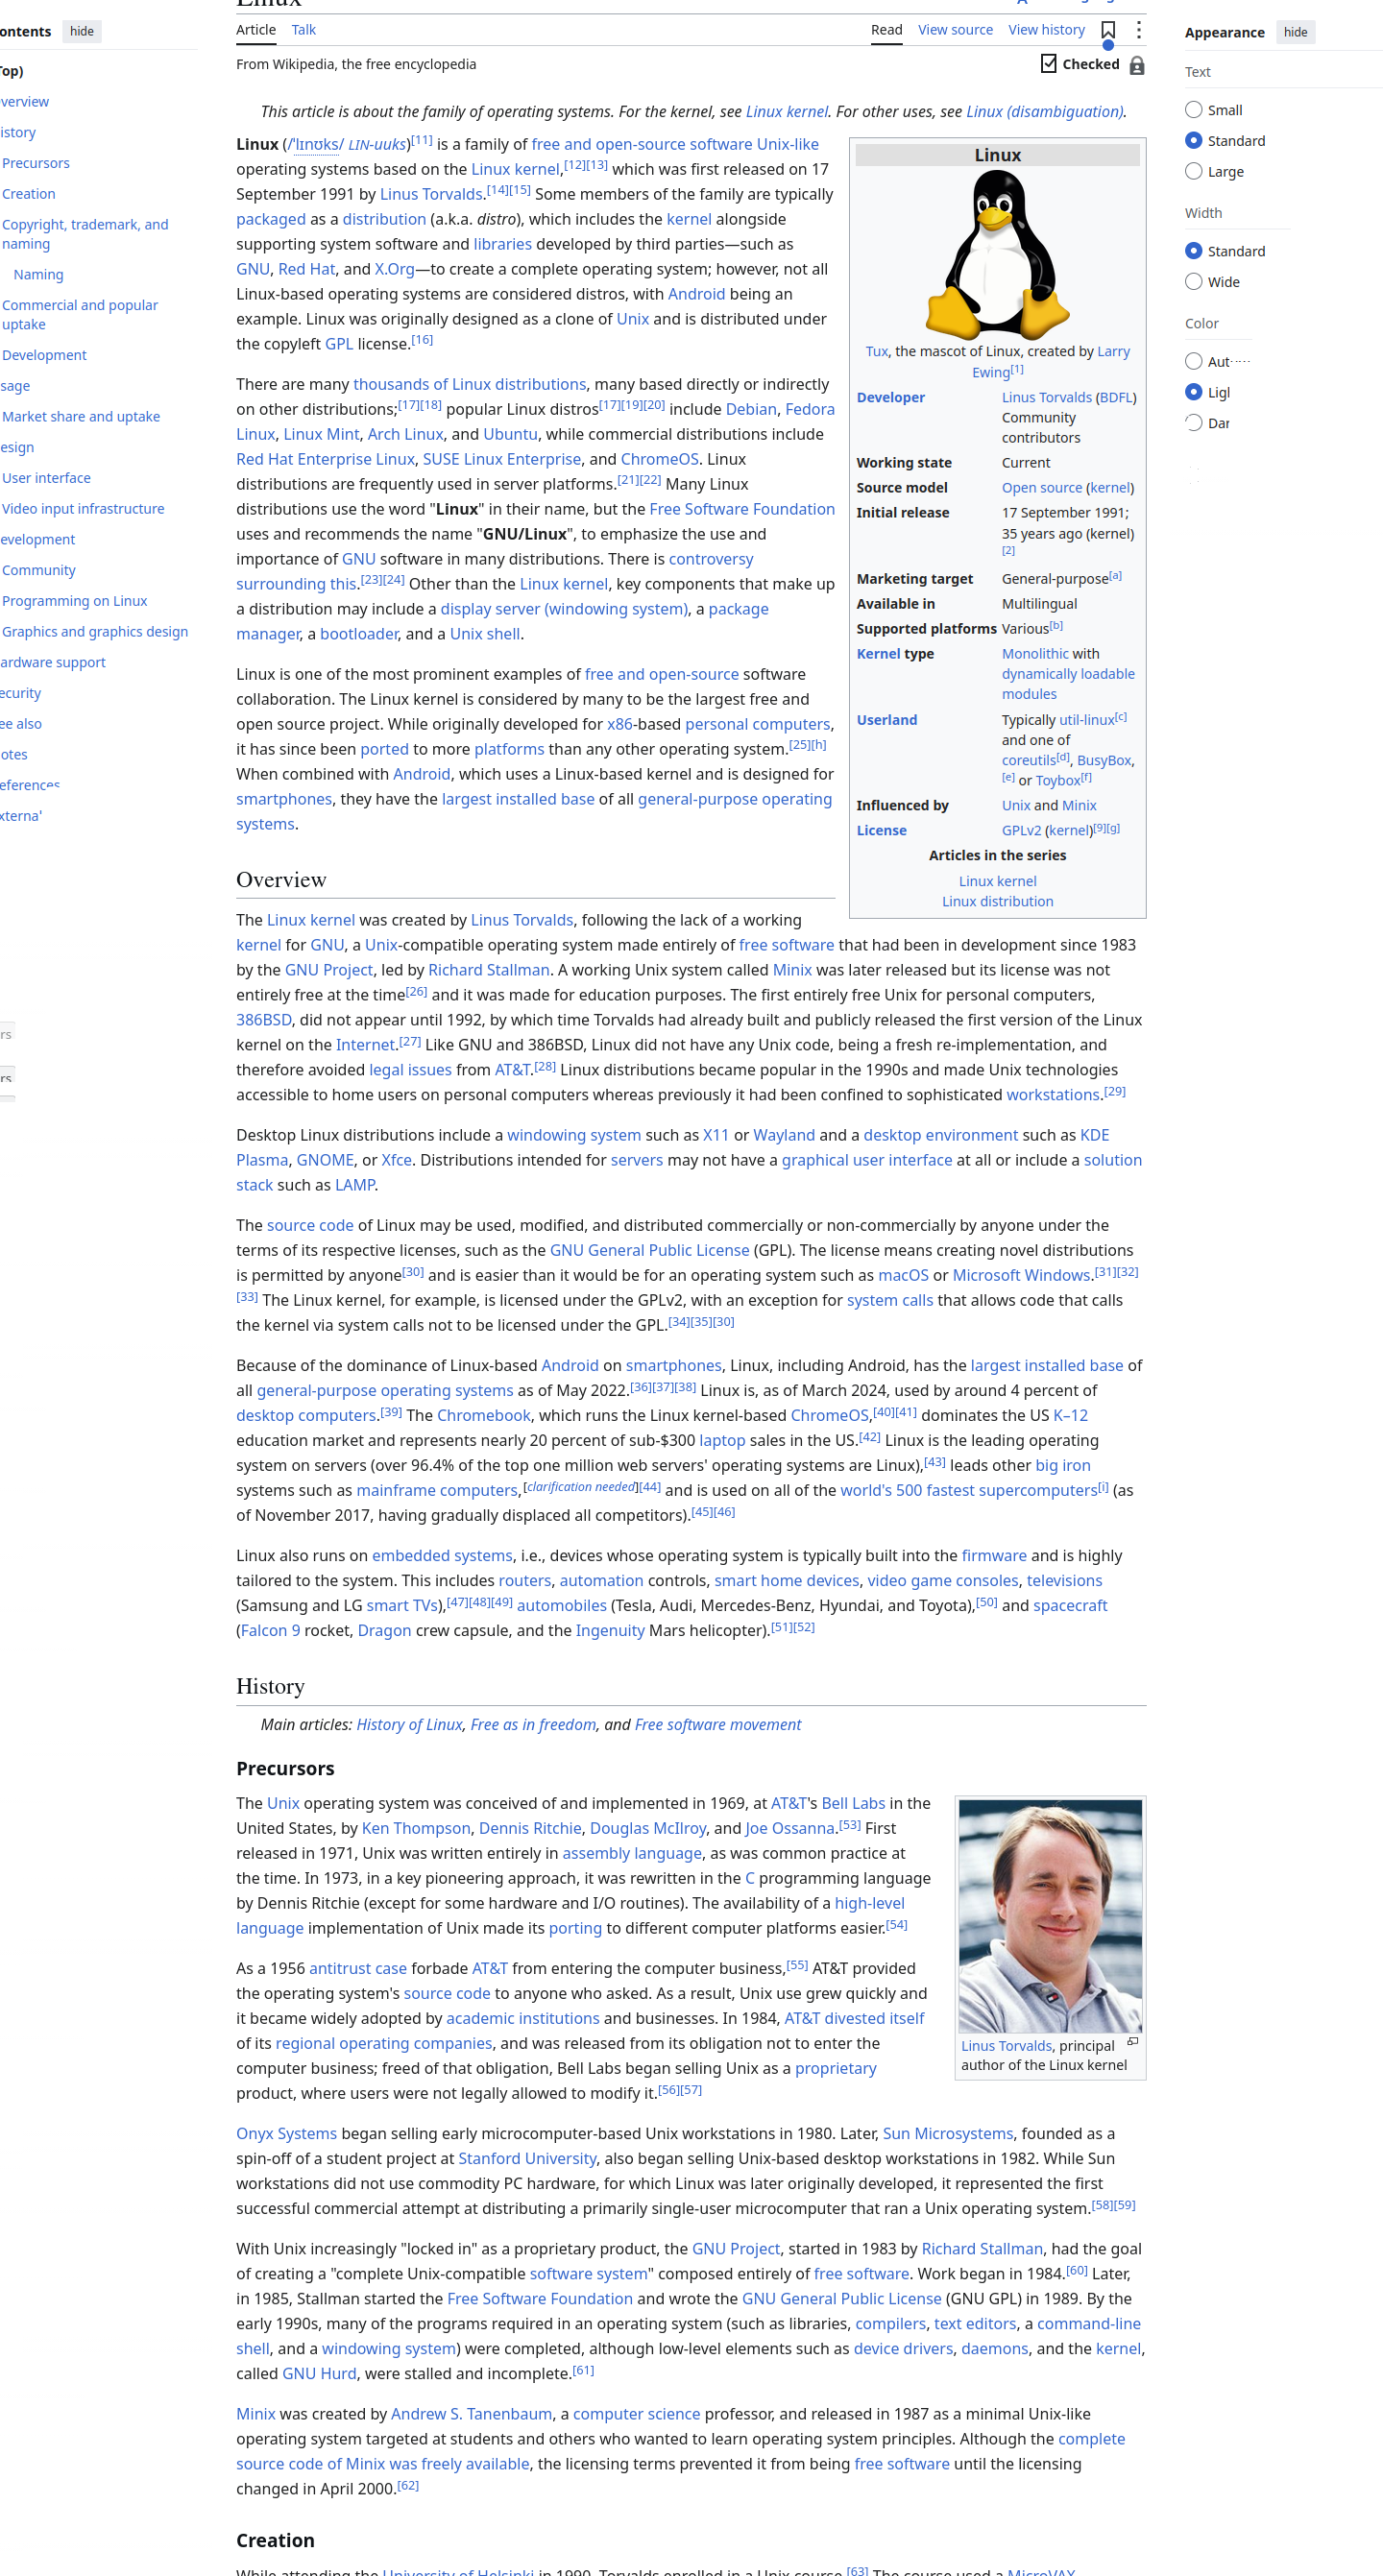 Linux
Article Talk Read View source View history
From Wikipedia, the free encyclopedia Checked
This article is about the family of operating systems. For the kernel, see Linux kernel. For other uses, see Linux (disambiguation).
Linux (/ˈlɪnʊks/ LIN-uuks)[11] is a family of free and open-source software Unix-like
operating systems based on the Linux kernel,[12][13] which was first released on 17
September 1991 by Linus Torvalds.[14][15] Some members of the family are typically
packaged as a distribution (a.k.a. distro), which includes the kernel alongside
supporting system software and libraries developed by third parties—such as
GNU, Red Hat, and X.Org—to create a complete operating system; however, not all
Linux-based operating systems are considered distros, with Android being an
example. Linux was originally designed as a clone of Unix and is distributed under
the copyleft GPL license.[16]
There are many thousands of Linux distributions, many based directly or indirectly
on other distributions;[17][18] popular Linux distros[17][19][20] include Debian, Fedora
Linux, Linux Mint, Arch Linux, and Ubuntu, while commercial distributions include
Red Hat Enterprise Linux, SUSE Linux Enterprise, and ChromeOS. Linux
distributions are frequently used in server platforms.[21][22] Many Linux
distributions use the word "Linux" in their name, but the Free Software Foundation
uses and recommends the name "GNU/Linux", to emphasize the use and
importance of GNU software in many distributions. There is controversy
surrounding this.[23][24] Other than the Linux kernel, key components that make up
a distribution may include a display server (windowing system), a package
manager, a bootloader, and a Unix shell.
Linux is one of the most prominent examples of free and open-source software
collaboration. The Linux kernel is considered by many to be the largest free and
open source project. While originally developed for x86-based personal computers,
it has since been ported to more platforms than any other operating system.[25][h]
When combined with Android, which uses a Linux-based kernel and is designed for
smartphones, they have the largest installed base of all general-purpose operating
systems.
Linux
Tux, the mascot of Linux, created by Larry
Ewing[1]
Developer Linus Torvalds (BDFL)
Community
contributors
Working state Current
Source model Open source (kernel)
Initial release 17 September 1991;
35 years ago (kernel)
[2]
Marketing target General-purpose[a]
Available in Multilingual
Supported platforms Various[b]
Kernel type Monolithic with
dynamically loadable
modules
Userland Typically util-linux[c]
and one of
coreutils[d], BusyBox,
[e] or Toybox[f]
Influenced by Unix and Minix
License GPLv2 (kernel)[9][g]
Articles in the series
Linux kernel
Linux distribution
Overview
The Linux kernel was created by Linus Torvalds, following the lack of a working
kernel for GNU, a Unix-compatible operating system made entirely of free software that had been in development since 1983
by the GNU Project, led by Richard Stallman. A working Unix system called Minix was later released but its license was not
entirely free at the time[26] and it was made for education purposes. The first entirely free Unix for personal computers,
386BSD, did not appear until 1992, by which time Torvalds had already built and publicly released the first version of the Linux
kernel on the Internet.[27] Like GNU and 386BSD, Linux did not have any Unix code, being a fresh re-implementation, and
therefore avoided legal issues from AT&T.[28] Linux distributions became popular in the 1990s and made Unix technologies
accessible to home users on personal computers whereas previously it had been confined to sophisticated workstations.[29]
Desktop Linux distributions include a windowing system such as X11 or Wayland and a desktop environment such as KDE
Plasma, GNOME, or Xfce. Distributions intended for servers may not have a graphical user interface at all or include a solution
stack such as LAMP.
The source code of Linux may be used, modified, and distributed commercially or non-commercially by anyone under the
terms of its respective licenses, such as the GNU General Public License (GPL). The license means creating novel distributions
is permitted by anyone[30] and is easier than it would be for an operating system such as macOS or Microsoft Windows.[31][32]
[33] The Linux kernel, for example, is licensed under the GPLv2, with an exception for system calls that allows code that calls
the kernel via system calls not to be licensed under the GPL.[34][35][30]
Because of the dominance of Linux-based Android on smartphones, Linux, including Android, has the largest installed base of
all general-purpose operating systems as of May 2022.[36][37][38] Linux is, as of March 2024, used by around 4 percent of
desktop computers.[39] The Chromebook, which runs the Linux kernel-based ChromeOS,[40][41] dominates the US K–12
education market and represents nearly 20 percent of sub-$300 laptop sales in the US.[42] Linux is the leading operating
system on servers (over 96.4% of the top one million web servers' operating systems are Linux),[43] leads other big iron
systems such as mainframe computers,[clarification needed][44] and is used on all of the world's 500 fastest supercomputers[i] (as
of November 2017, having gradually displaced all competitors).[45][46]
Linux also runs on embedded systems, i.e., devices whose operating system is typically built into the firmware and is highly
tailored to the system. This includes routers, automation controls, smart home devices, video game consoles, televisions
(Samsung and LG smart TVs),[47][48][49] automobiles (Tesla, Audi, Mercedes-Benz, Hyundai, and Toyota),[50] and spacecraft
(Falcon 9 rocket, Dragon crew capsule, and the Ingenuity Mars helicopter).[51][52]
History
Main articles: History of Linux, Free as in freedom, and Free software movement
Precursors
The Unix operating system was conceived of and implemented in 1969, at AT&T's Bell Labs in the
United States, by Ken Thompson, Dennis Ritchie, Douglas McIlroy, and Joe Ossanna.[53] First
released in 1971, Unix was written entirely in assembly language, as was common practice at
the time. In 1973, in a key pioneering approach, it was rewritten in the C programming language
by Dennis Ritchie (except for some hardware and I/O routines). The availability of a high-level
language implementation of Unix made its porting to different computer platforms easier.[54]
As a 1956 antitrust case forbade AT&T from entering the computer business,[55] AT&T provided
the operating system's source code to anyone who asked. As a result, Unix use grew quickly and
it became widely adopted by academic institutions and businesses. In 1984, AT&T divested itself
of its regional operating companies, and was released from its obligation not to enter the
computer business; freed of that obligation, Bell Labs began selling Unix as a proprietary
product, where users were not legally allowed to modify it.[56][57]
Linus Torvalds, principal
author of the Linux kernel
Onyx Systems began selling early microcomputer-based Unix workstations in 1980. Later, Sun Microsystems, founded as a
spin-off of a student project at Stanford University, also began selling Unix-based desktop workstations in 1982. While Sun
workstations did not use commodity PC hardware, for which Linux was later originally developed, it represented the first
successful commercial attempt at distributing a primarily single-user microcomputer that ran a Unix operating system.[58][59]
With Unix increasingly "locked in" as a proprietary product, the GNU Project, started in 1983 by Richard Stallman, had the goal
of creating a "complete Unix-compatible software system" composed entirely of free software. Work began in 1984.[60] Later,
in 1985, Stallman started the Free Software Foundation and wrote the GNU General Public License (GNU GPL) in 1989. By the
early 1990s, many of the programs required in an operating system (such as libraries, compilers, text editors, a command-line
shell, and a windowing system) were completed, although low-level elements such as device drivers, daemons, and the kernel,
called GNU Hurd, were stalled and incomplete.[61]
Minix was created by Andrew S. Tanenbaum, a computer science professor, and released in 1987 as a minimal Unix-like
operating system targeted at students and others who wanted to learn operating system principles. Although the complete
source code of Minix was freely available, the licensing terms prevented it from being free software until the licensing
changed in April 2000.[62]
Creation
While attending the University of Helsinki in 1990, Torvalds enrolled in a Unix course.[63] The course used a MicroVAX
ontents hide
Top)
verview
istory
Precursors
Creation
Copyright, trademark, and
naming
Naming
Commercial and popular
uptake
Development
sage
Market share and uptake
esign
User interface
Video input infrastructure
evelopment
Community
Programming on Linux
Graphics and graphics design
ardware support
ecurity
ee also
otes
eferences
xterna
rs
rs
Appearance hide
Text
Small
Standard
Large
Width
Standard
Wide
Color
Aut
Lig
Dar